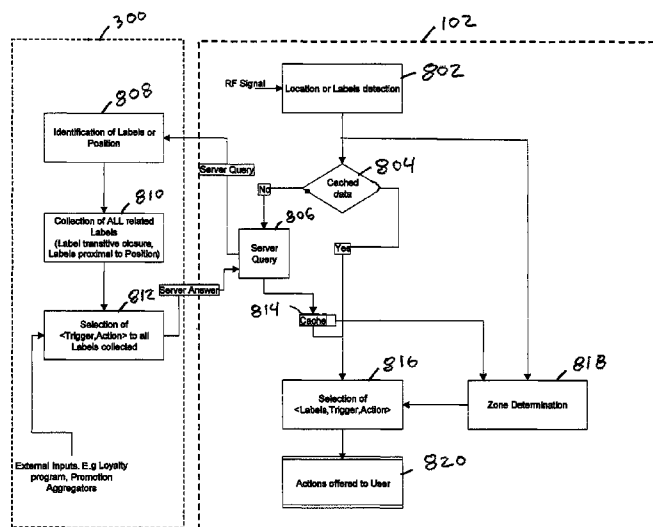 300
102
802
RF Signal
Location or Labels detection
808
Identification of Labels or
Position
Server Query
804
Cached
data
No
Yes
810
Collection of ALL related
Labels
(Label transitive closure,
Labels proximal to Position)
806
Server
Query
Server Answer
812
Selection of
<Trigger,Action> to all
Labels collected
814
Cache
816
Selection of
<Labels,Trigger,Action>
818
Zone Determination
External Inputs. E.g Loyalty
program, Promotion
Aggregators
820
Actions offered to User